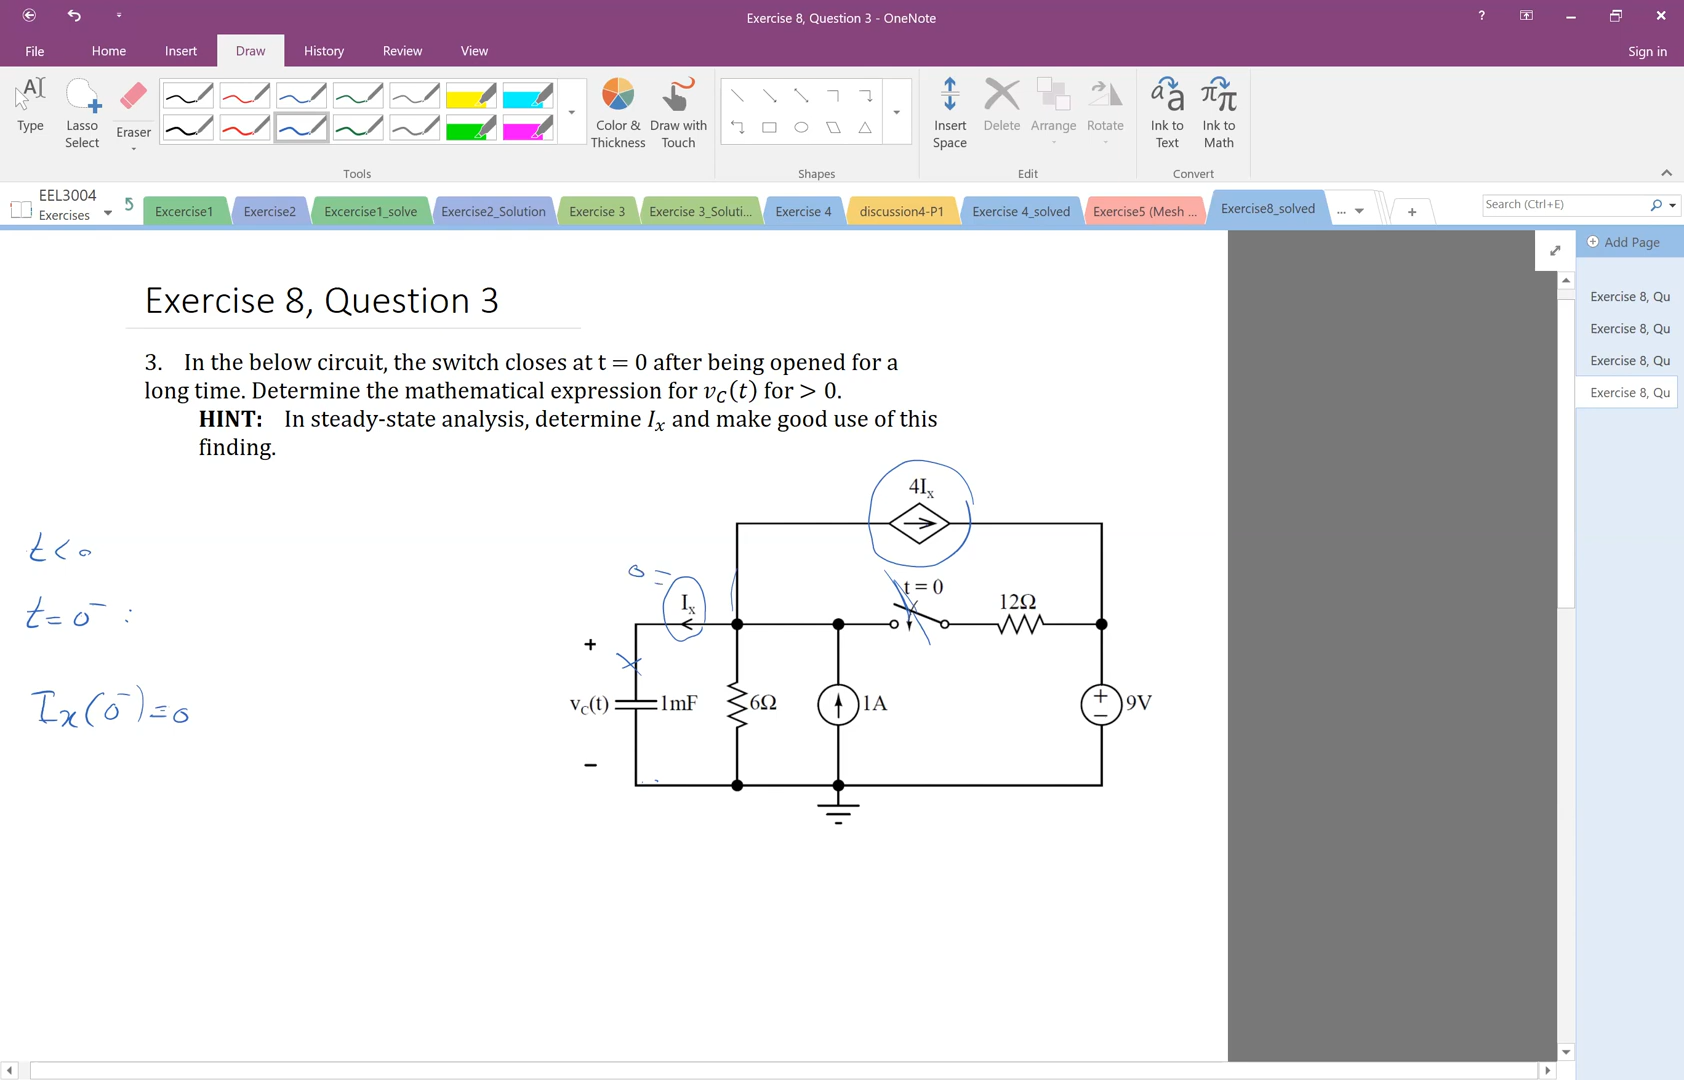 Exercise 8, Question 3 - OneNote
?
File Home Insert Draw History Review View Sign in
Type Lasso Select Eraser Color & Thickness Draw with Touch Insert Space Delete Arrange Rotate Ink to Text Ink to Math
Tools Shapes Edit Convert
EEL3004 Exercises Excercise1 Exercise2 Excercise1_solve Exercise2_Solution Exercise 3 Exercise 3_Soluti... Exercise 4 discussion4-P1 Exercise 4_solved Exercise5 (Mesh ... Exercise8_solved ... Search (Ctrl+E)
Add Page
Exercise 8, Qu
Exercise 8, Qu
Exercise 8, Qu
Exercise 8, Qu
Exercise 8, Question 3
3. In the below circuit, the switch closes at t = 0 after being opened for a
long time. Determine the mathematical expression for v_C(t) for > 0.
HINT: In steady-state analysis, determine I_x and make good use of this
finding.
4I_x
t < 0
0 =
t = 0
12Ω
I_x
t = 0⁻ :
+
I_x(0⁻) = 0
v_C(t) 1mF 6Ω 1A + − 9V
−